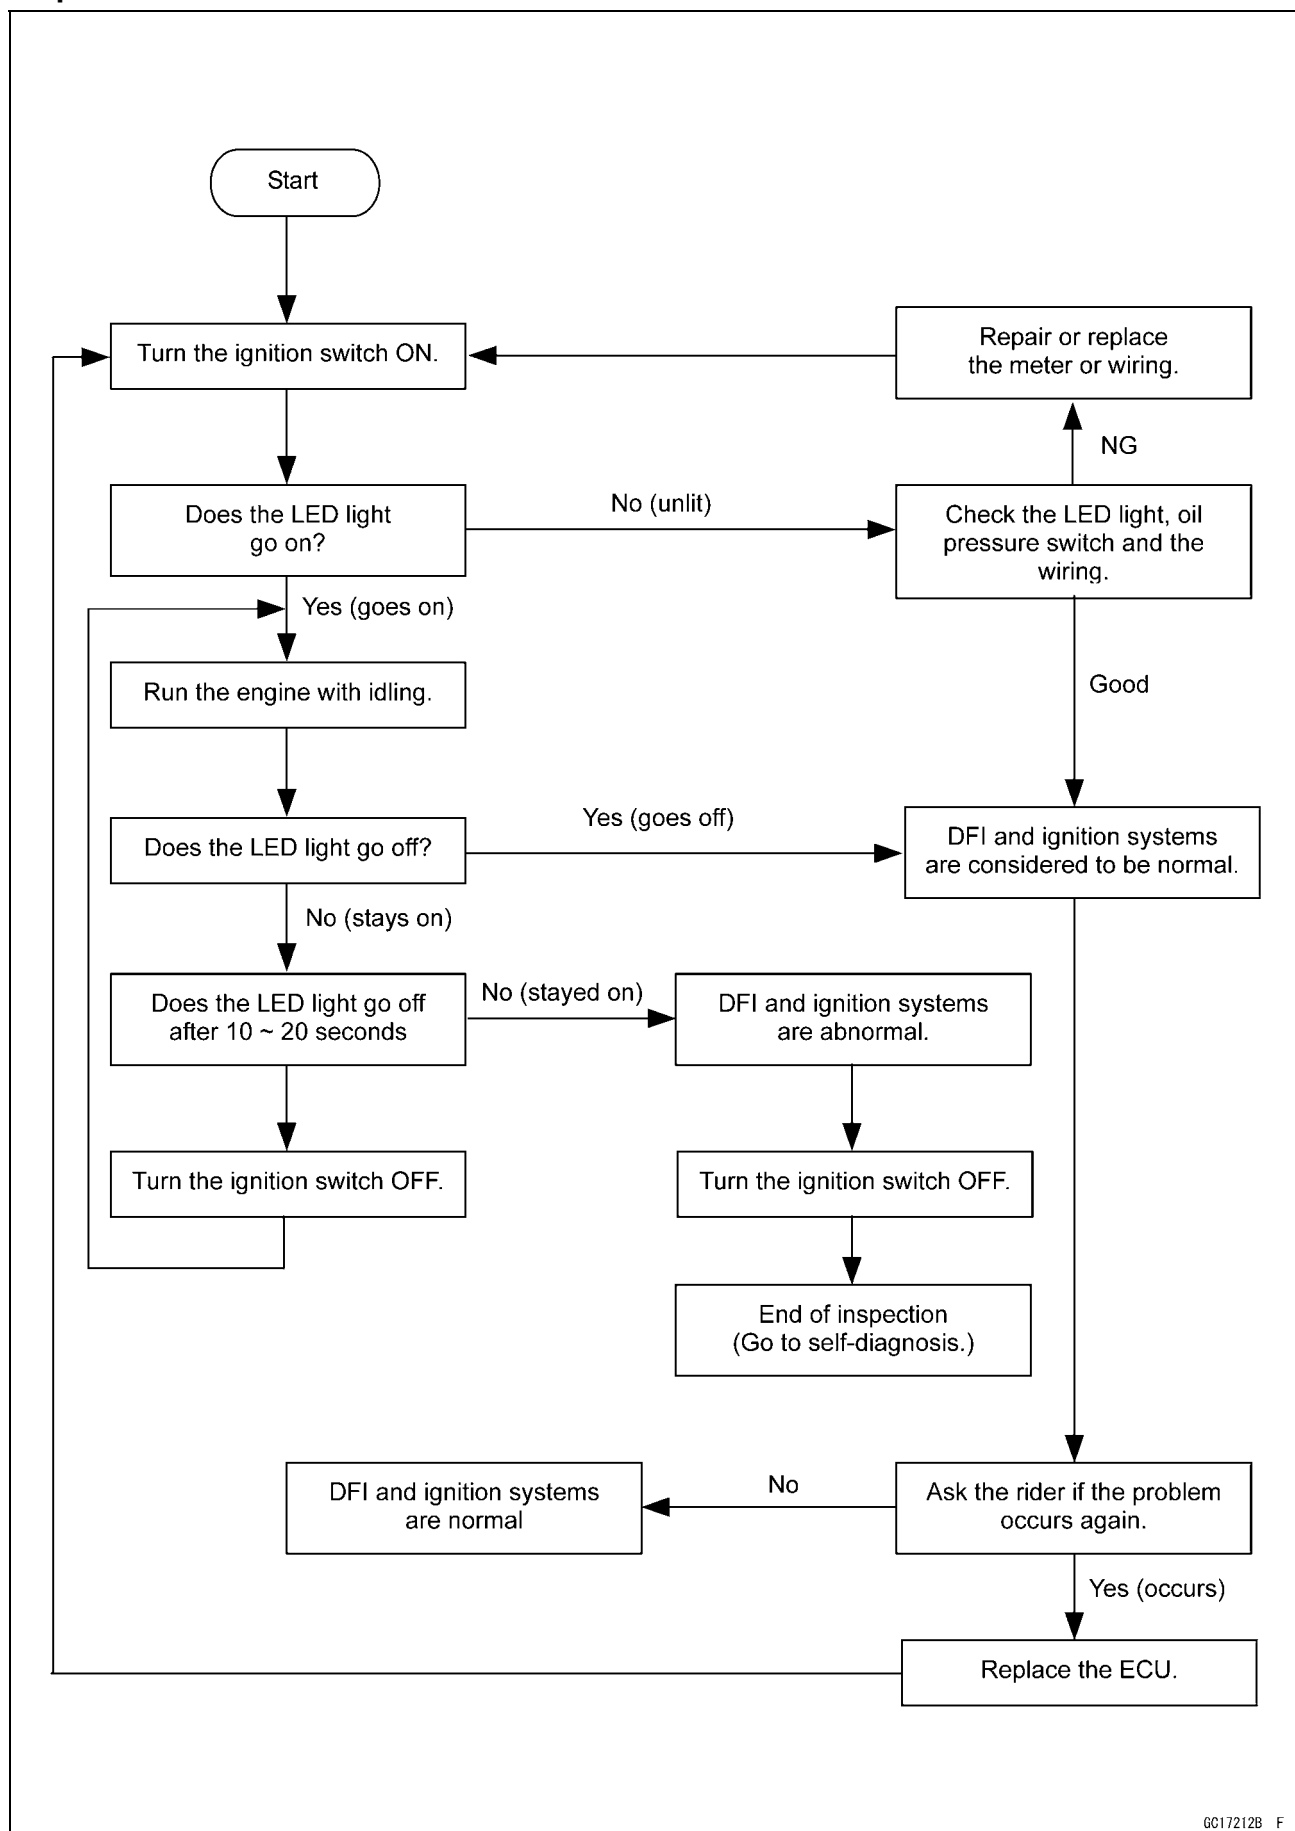 Start
Turn the ignition switch ON.
Repair or replace
the meter or wiring.
NG
Does the LED light
go on?
No (unlit)
Check the LED light, oil
pressure switch and the
wiring.
Yes (goes on)
Run the engine with idling.
Good
Does the LED light go off?
Yes (goes off)
DFI and ignition systems
are considered to be normal.
No (stays on)
Does the LED light go off
after 10 ~ 20 seconds
No (stayed on)
DFI and ignition systems
are abnormal.
Turn the ignition switch OFF.
Turn the ignition switch OFF.
End of inspection
(Go to self-diagnosis.)
DFI and ignition systems
are normal
No
Ask the rider if the problem
occurs again.
Yes (occurs)
Replace the ECU.
GC17212B F